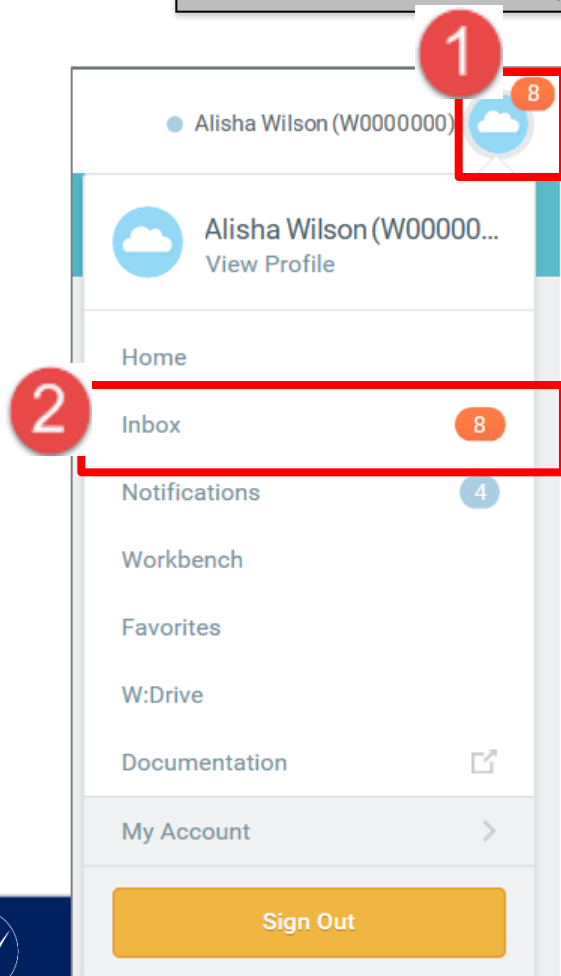 1
8
Alisha Wilson (W0000000)
Alisha Wilson (W00000...
View Profile
Home
2
Inbox 8
Notifications 4
Workbench
Favorites
W:Drive
Documentation
My Account
Sign Out